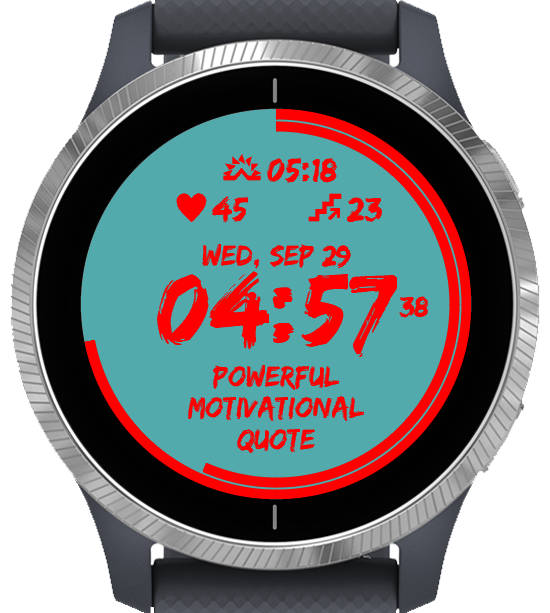 05:18
45 23
WED, SEP 29
04:57 38
POWERFUL
MOTIVATIONAL
QUOTE